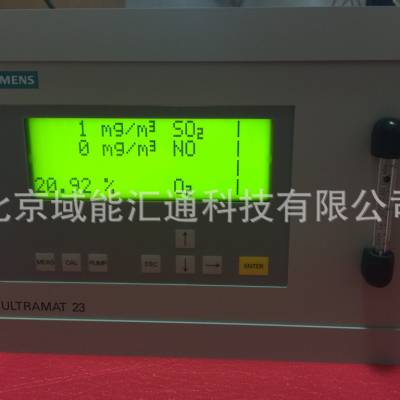 SIEMENS
1 mg/m³ SO₂
0 mg/m³ NO
20.92 % O₂
北京域能汇通科技有限公司
MEAS CAL PUMP ESC ↑ ↓ → ENTER
ULTRAMAT 23